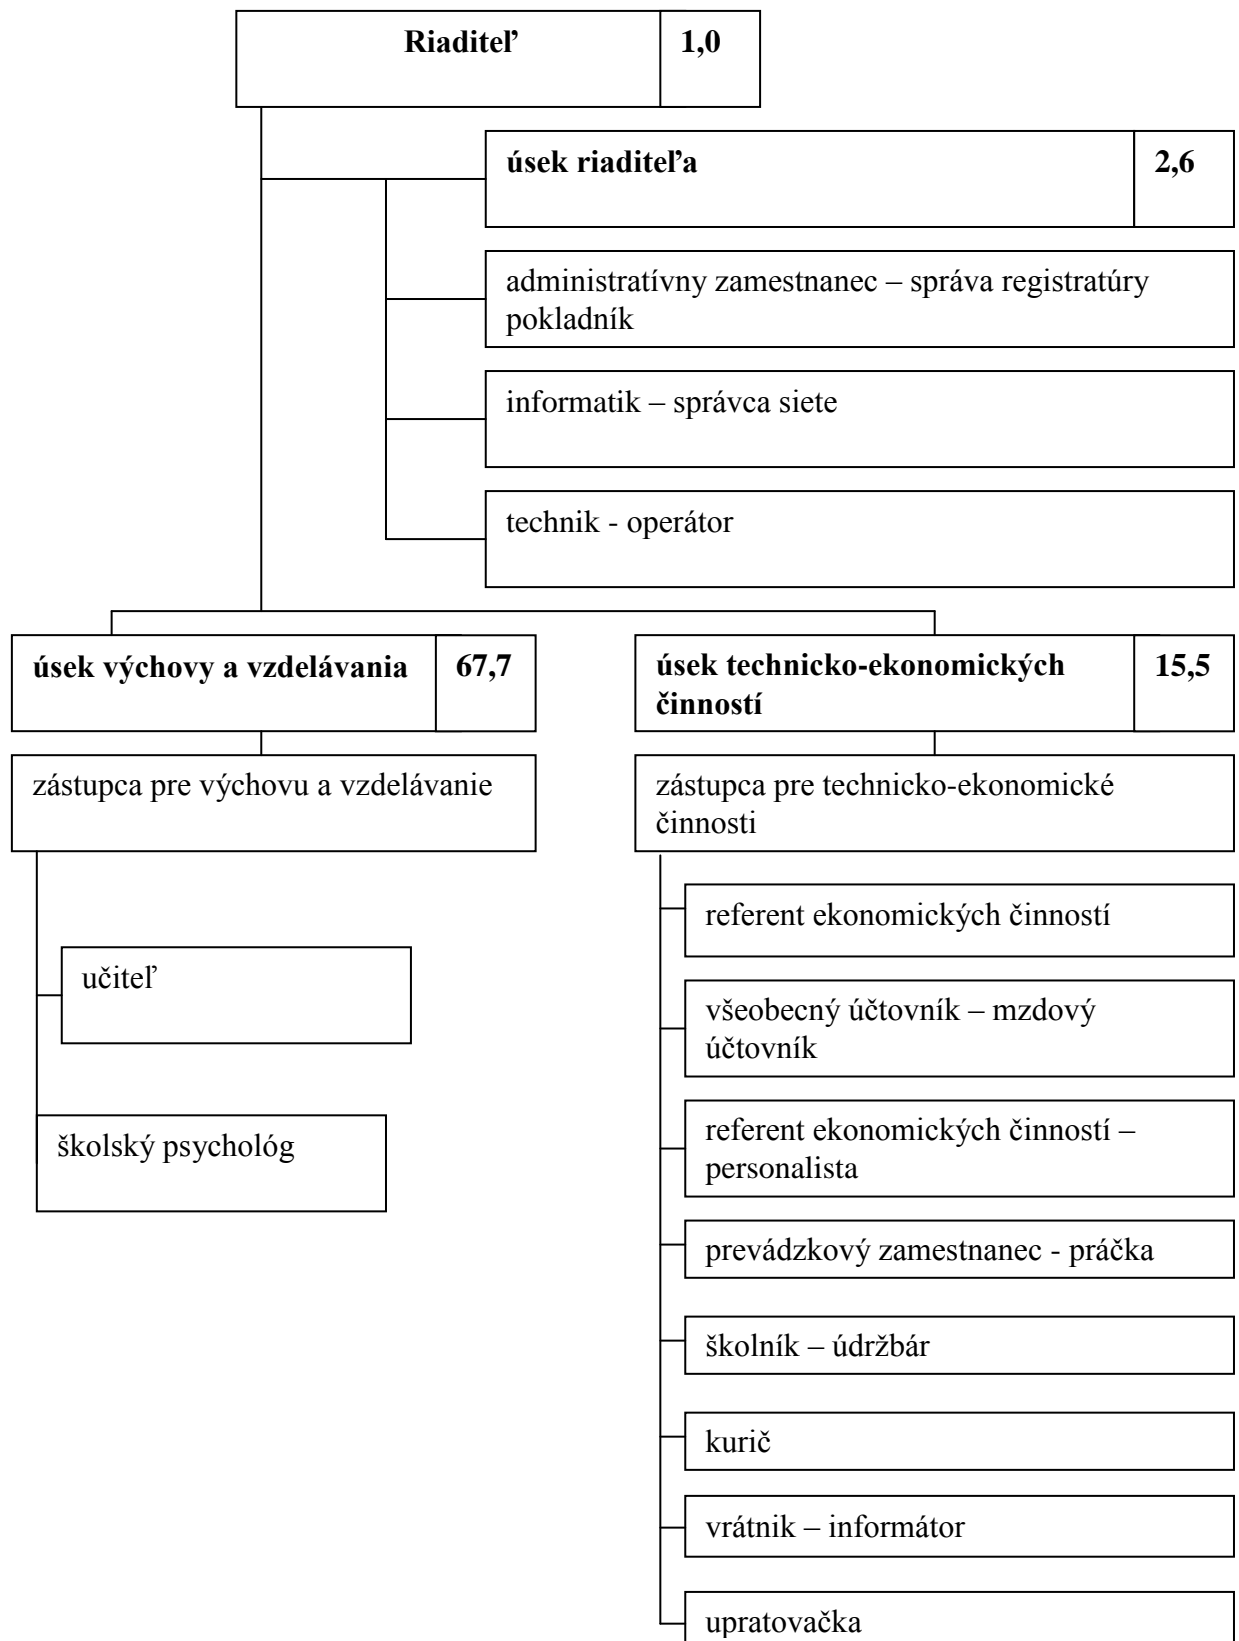 Riaditeľ 1,0
úsek riaditeľa 2,6
administratívny zamestnanec – správa registratúry
pokladník
informatik – správca siete
technik - operátor
úsek výchovy a vzdelávania 67,7
zástupca pre výchovu a vzdelávanie
učiteľ
školský psychológ
úsek technicko-ekonomických
činností 15,5
zástupca pre technicko-ekonomické
činnosti
referent ekonomických činností
všeobecný účtovník – mzdový
účtovník
referent ekonomických činností –
personalista
prevádzkový zamestnanec - práčka
školník – údržbár
kurič
vrátnik – informátor
upratovačka